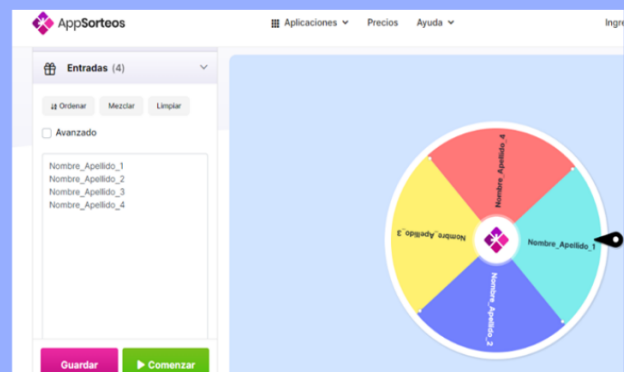 AppSorteos
Aplicaciones
Precios
Ayuda
Entradas (4)
Ordenar
Mezclar
Limpiar
Avanzado
Nombre_Apellido_1
Nombre_Apellido_2
Nombre_Apellido_3
Nombre_Apellido_4
Guardar
Comenzar
Nombre_Apellido_4
Nombre_Apellido_1
Nombre_Apellido_3
Nombre_Apellido_2